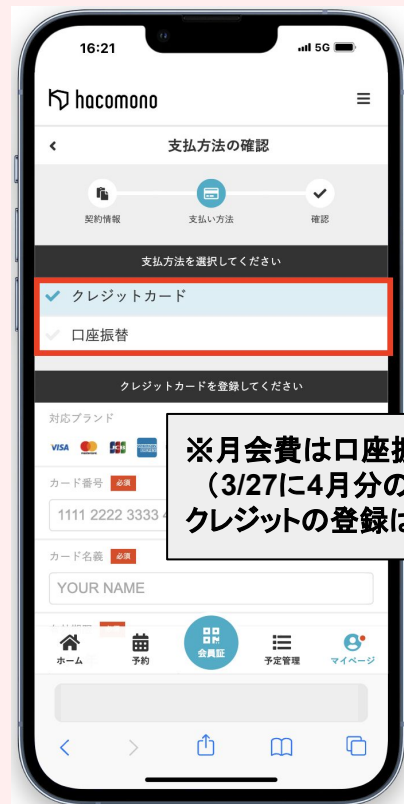 16:21
5G
hacomono
支払方法の確認
契約情報
支払い方法
確認
支払方法を選択してください
クレジットカード
口座振替
クレジットカードを登録してください
対応ブランド
VISA
※月会費は口座振
（3/27に4月分の
クレジットの登録は
カード番号 必須
1111 2222 3333 4
カード名義 必須
YOUR NAME
ホーム
予約
会員証
予定管理
マイページ